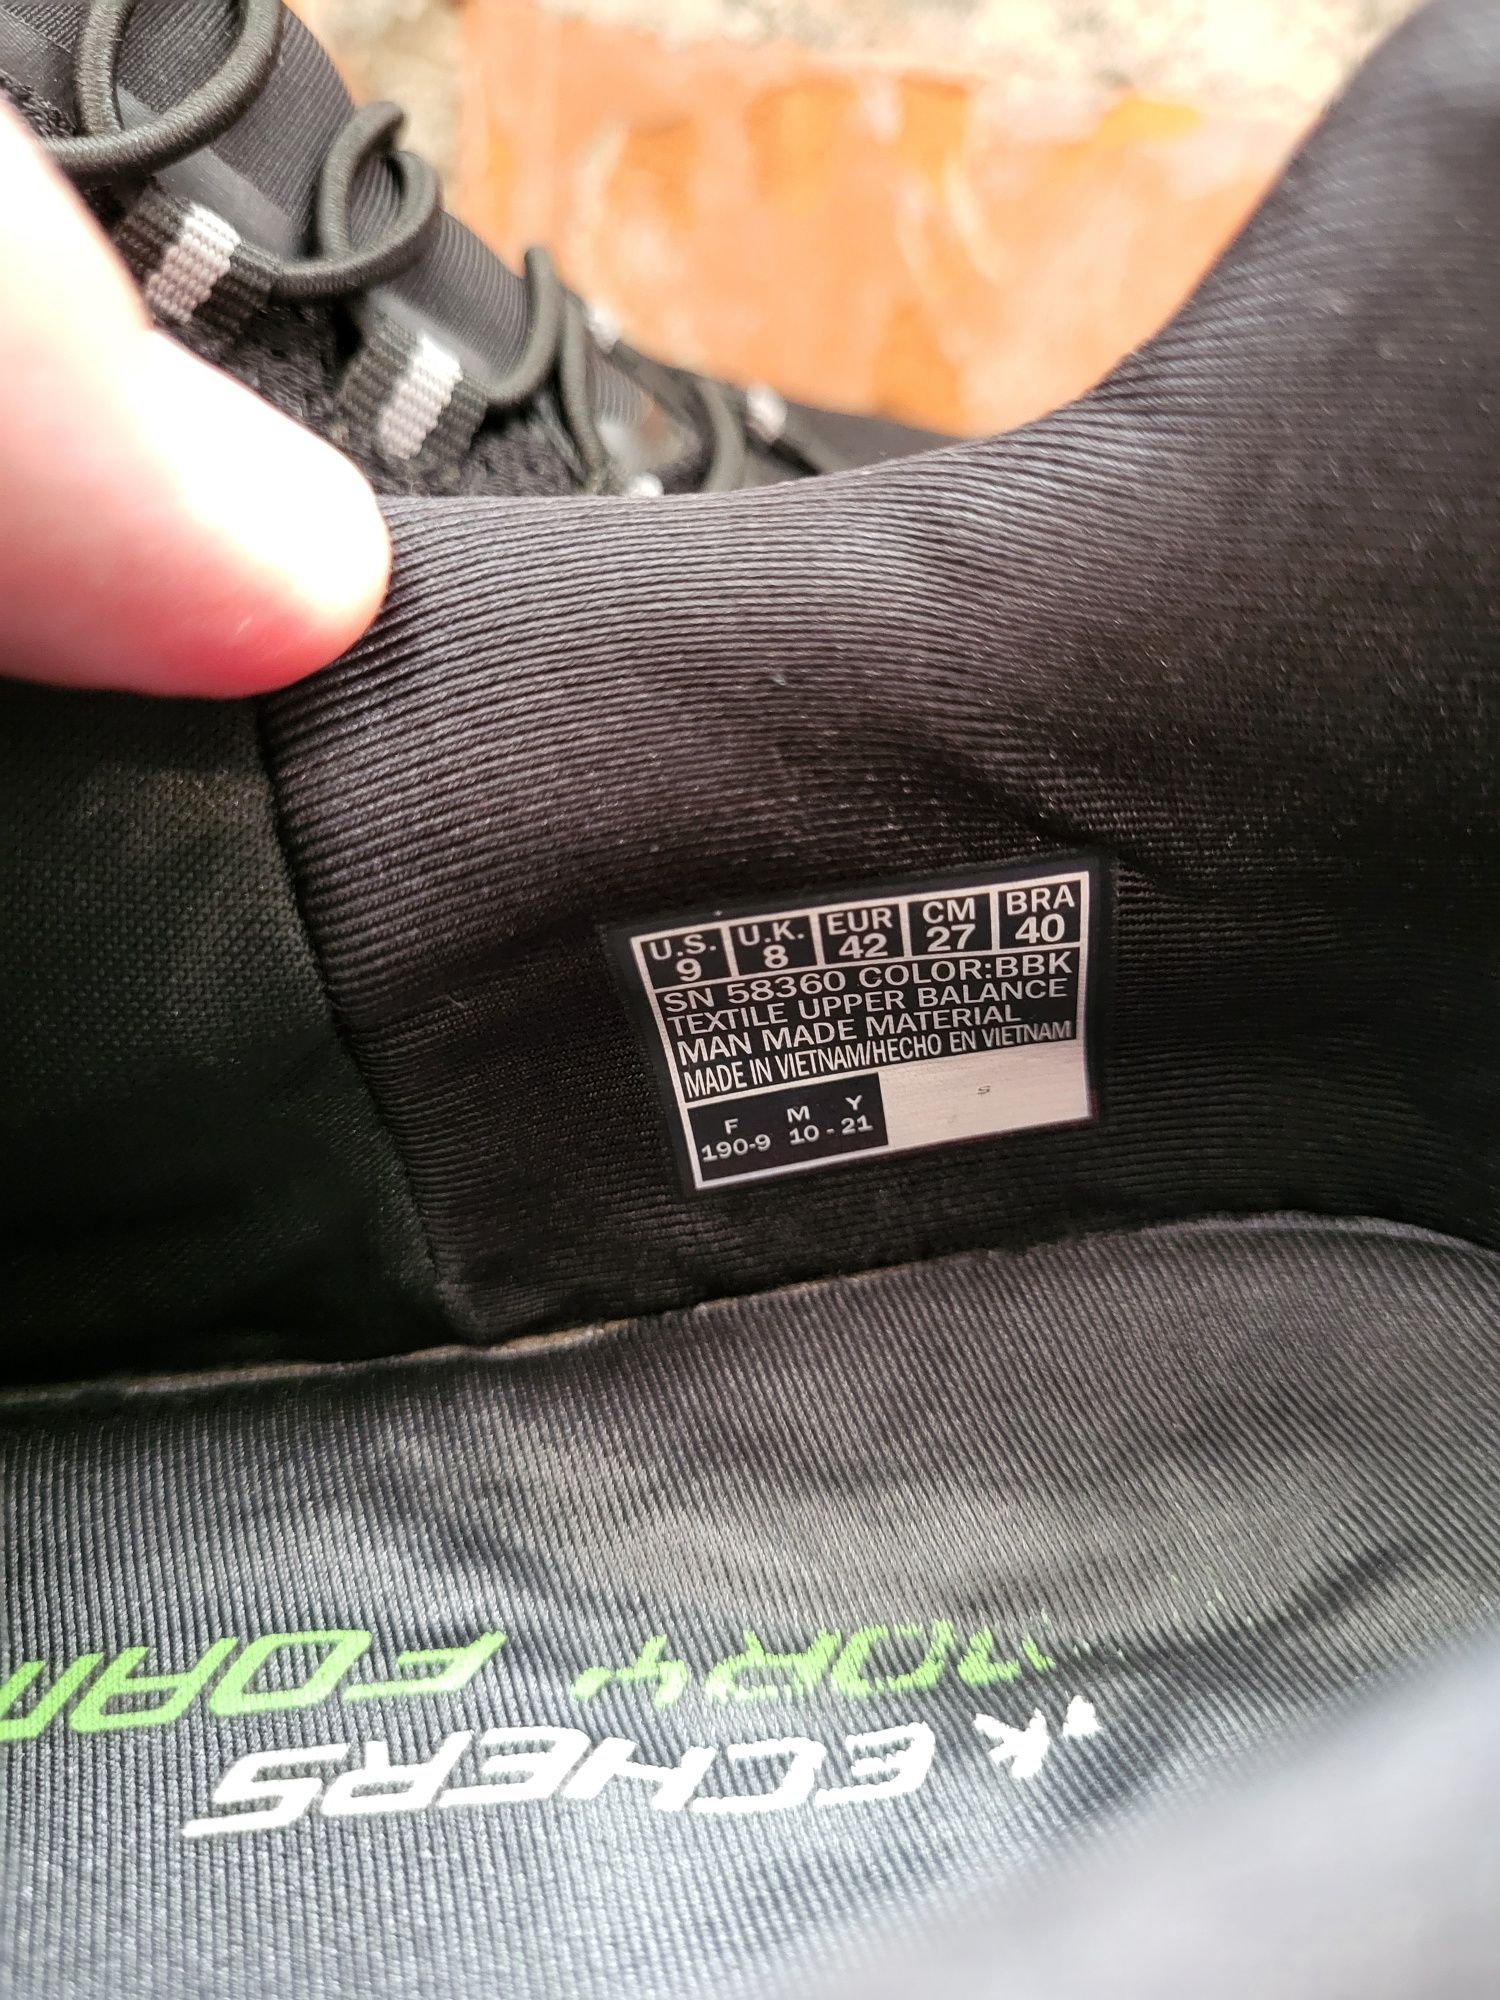 U.S. U.K. EUR CM BRA
9 8 42 27 40
SN 58360 COLOR:BBK
TEXTILE UPPER BALANCE
MAN MADE MATERIAL
MADE IN VIETNAM/HECHO EN VIETNAM
F M Y
190-9 10-21
S
SKECHERS